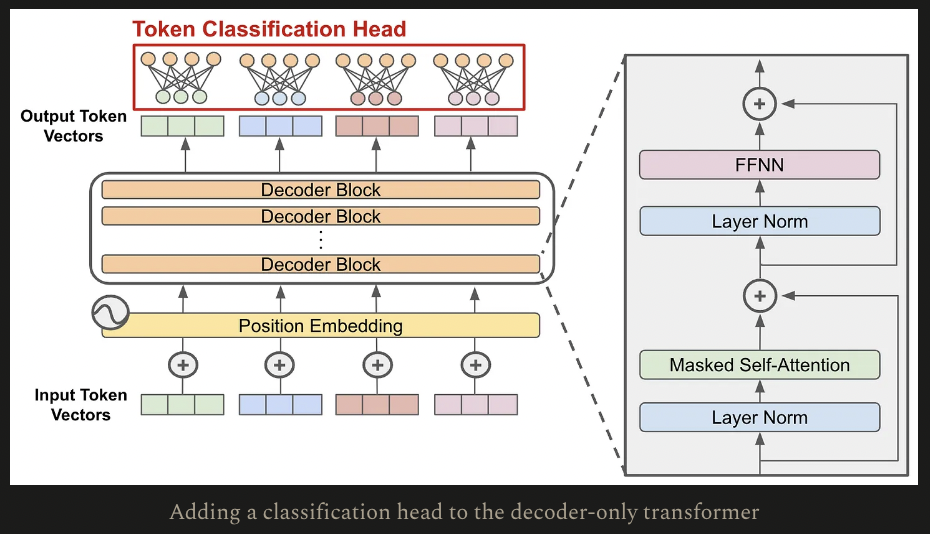 Token Classification Head
Output Token
Vectors
Decoder Block
Decoder Block
Decoder Block
Position Embedding
Input Token
Vectors
FFNN
Layer Norm
Masked Self-Attention
Layer Norm
Adding a classification head to the decoder-only transformer